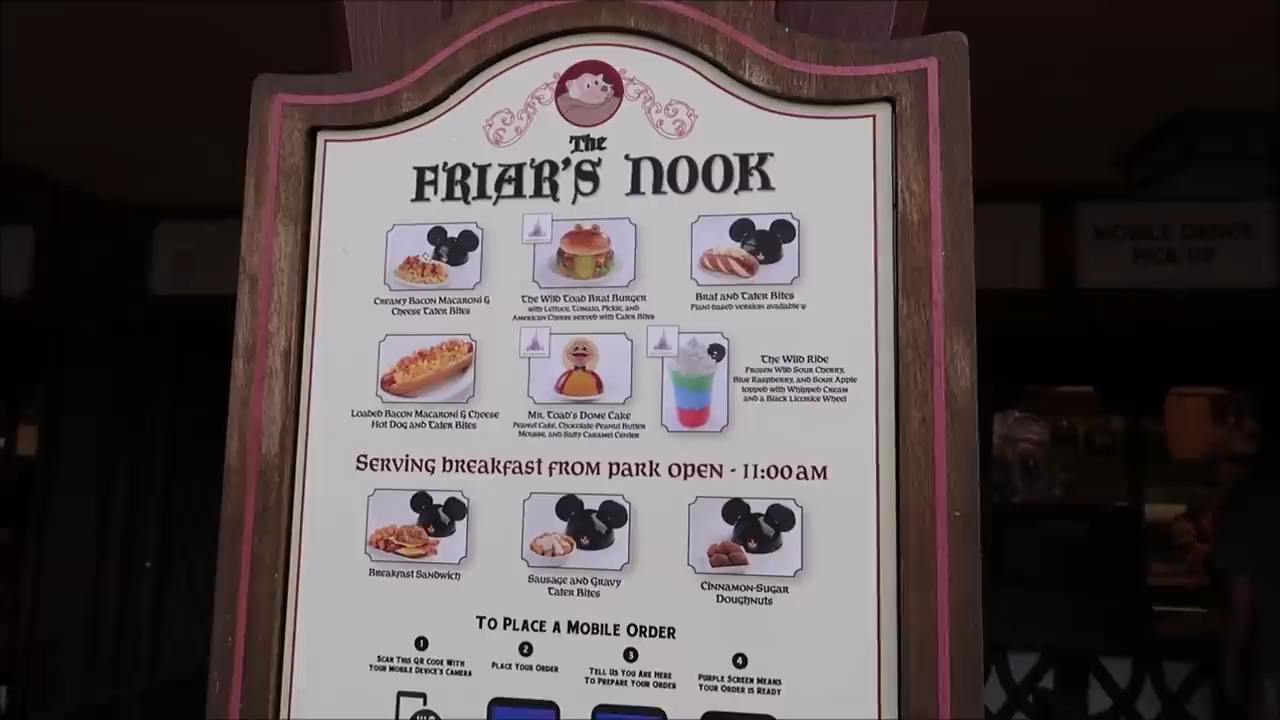 The
FRIAR'S NOOK
Creamy Bacon Macaroni &
Cheese Tater Bites
The Wild Toad Brat Burger
with Lettuce, Tomato, Pickle, and
American Cheese served with Tater Bites
Brat and Tater Bites
Plant-based version available
Loaded Bacon Macaroni & Cheese
Hot Dog and Tater Bites
Mr. Toad's Dome Cake
Peanut Cake, Chocolate-Peanut Butter
Mousse, and Salty Caramel Center
The Wild Ride
Frozen Wild Sour Cherry,
Blue Raspberry, and Sour Apple
topped with Whipped Cream
and a Black Licorice Wheel
Serving breakfast from park open - 11:00 AM
Breakfast Sandwich
Sausage and Gravy
Tater Bites
Cinnamon-Sugar
Doughnuts
To Place a Mobile Order
1
Scan this QR code with
your mobile device's camera
2
Place your order
3
Tell us you are here
to prepare your order
4
Purple screen means
your order is ready
MOBILE ORDER
PICK UP